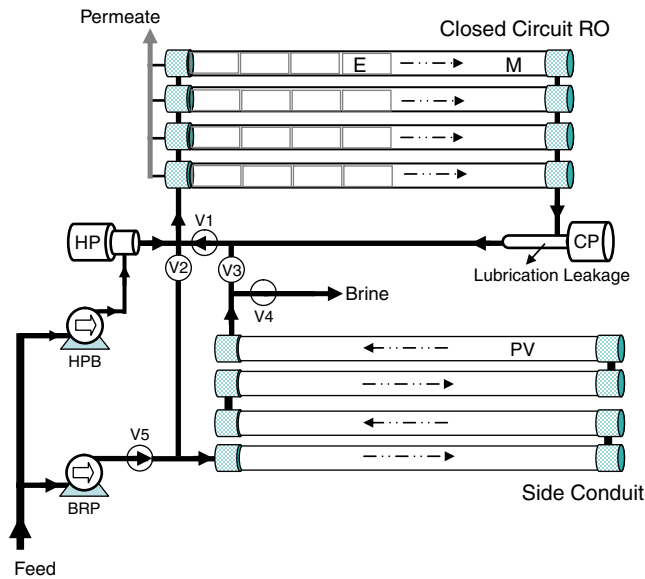 Permeate
Closed Circuit RO
E
M
V1
HP
CP
V2
V3
Lubrication Leakage
Brine
V4
HPB
PV
V5
BRP
Side Conduit
Feed